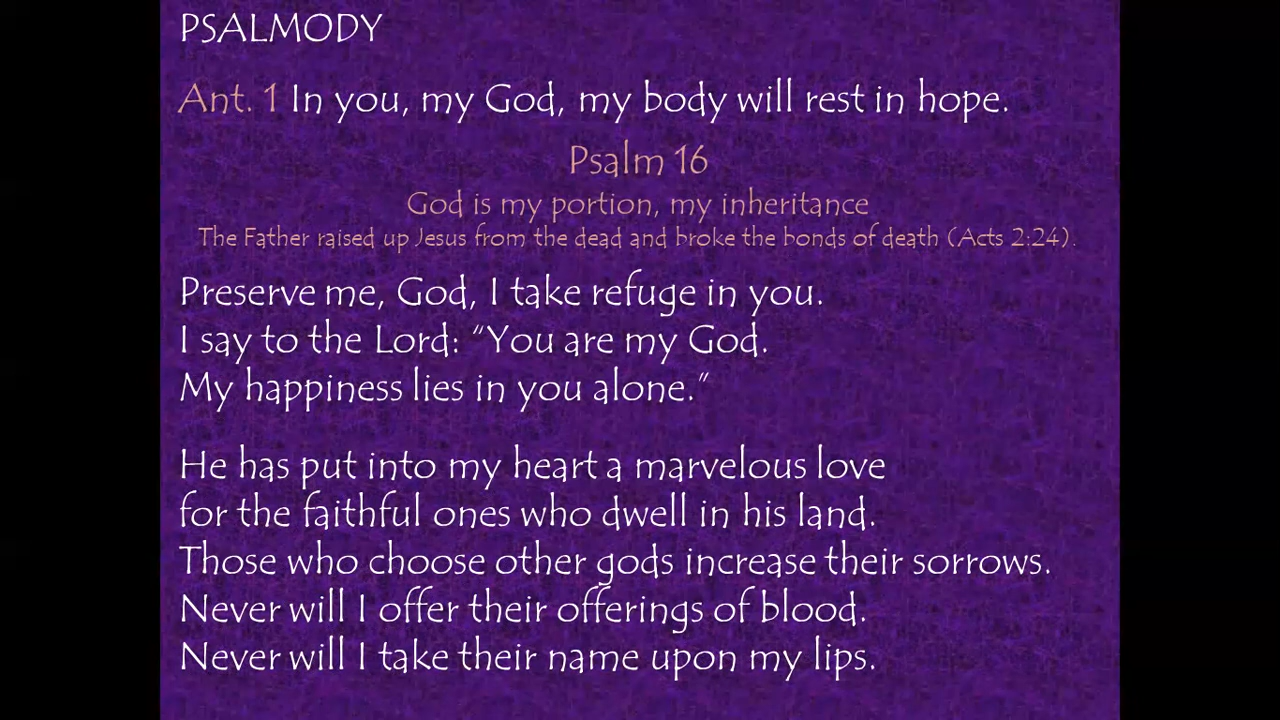 PSALMODY
Ant. 1 In you, my God, my body will rest in hope.
Psalm 16
God is my portion, my inheritance
The Father raised up Jesus from the dead and broke the bonds of death (Acts 2:24).
Preserve me, God, I take refuge in you.
I say to the Lord: “You are my God.
My happiness lies in you alone.”
He has put into my heart a marvelous love
for the faithful ones who dwell in his land.
Those who choose other gods increase their sorrows.
Never will I offer their offerings of blood.
Never will I take their name upon my lips.